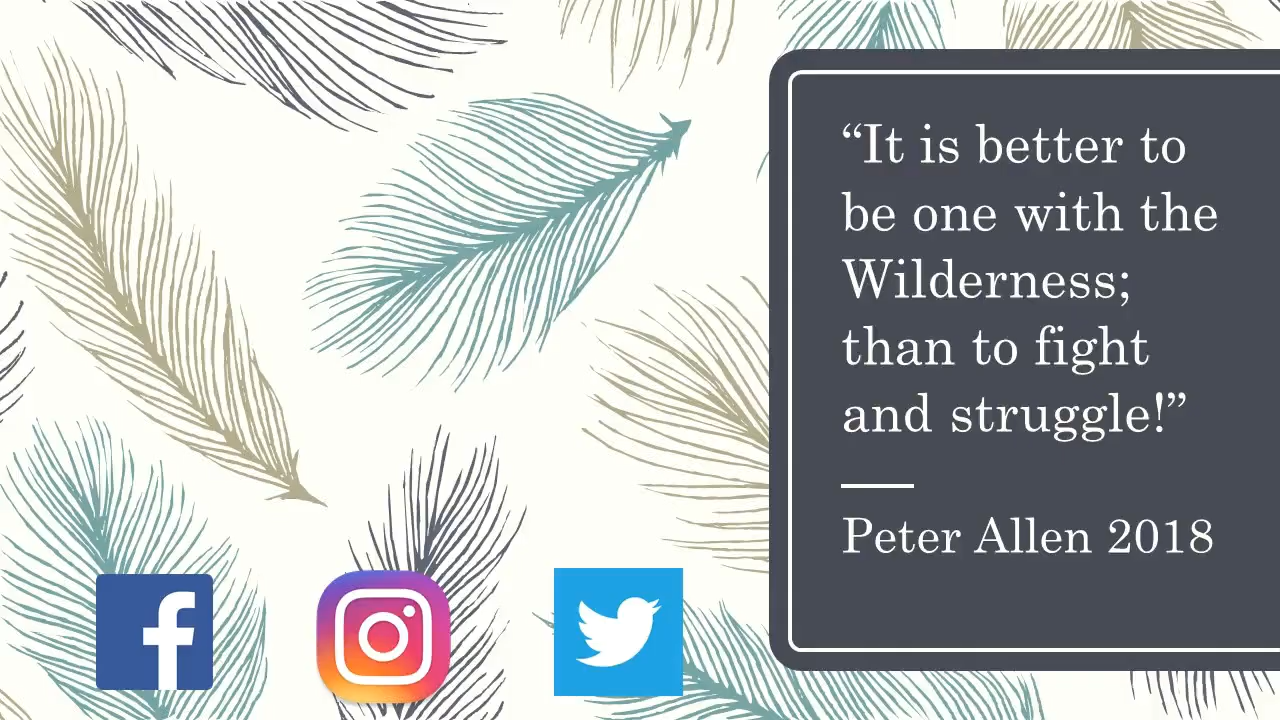 “It is better to
be one with the
Wilderness;
than to fight
and struggle!”
Peter Allen 2018